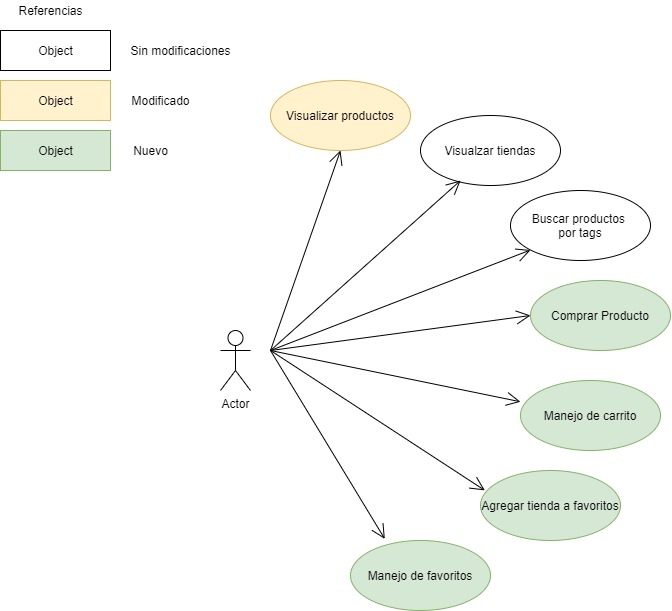 Referencias
Object
Sin modificaciones
Object
Modificado
Object
Nuevo
Visualizar productos
Visualzar tiendas
Buscar productos
por tags
Comprar Producto
Actor
Manejo de carrito
Agregar tienda a favoritos
Manejo de favoritos